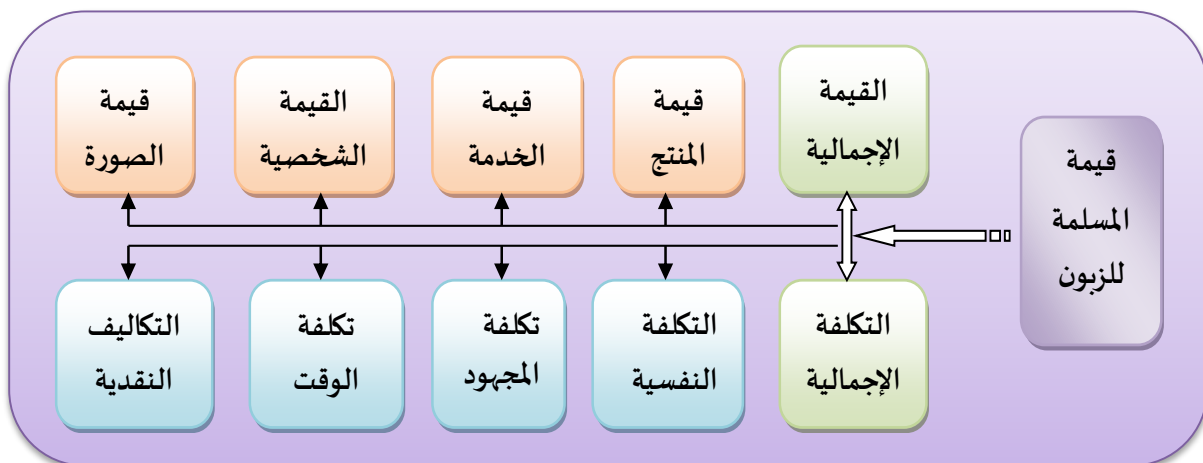 القيمة
الإجمالية
قيمة
المنتج
قيمة
الخدمة
القيمة
الشخصية
قيمة
الصورة
قيمة
المسلمة
للزبون
التكلفة
الإجمالية
التكلفة
النفسية
تكلفة
المجهود
تكلفة
الوقت
التكاليف
النقدية